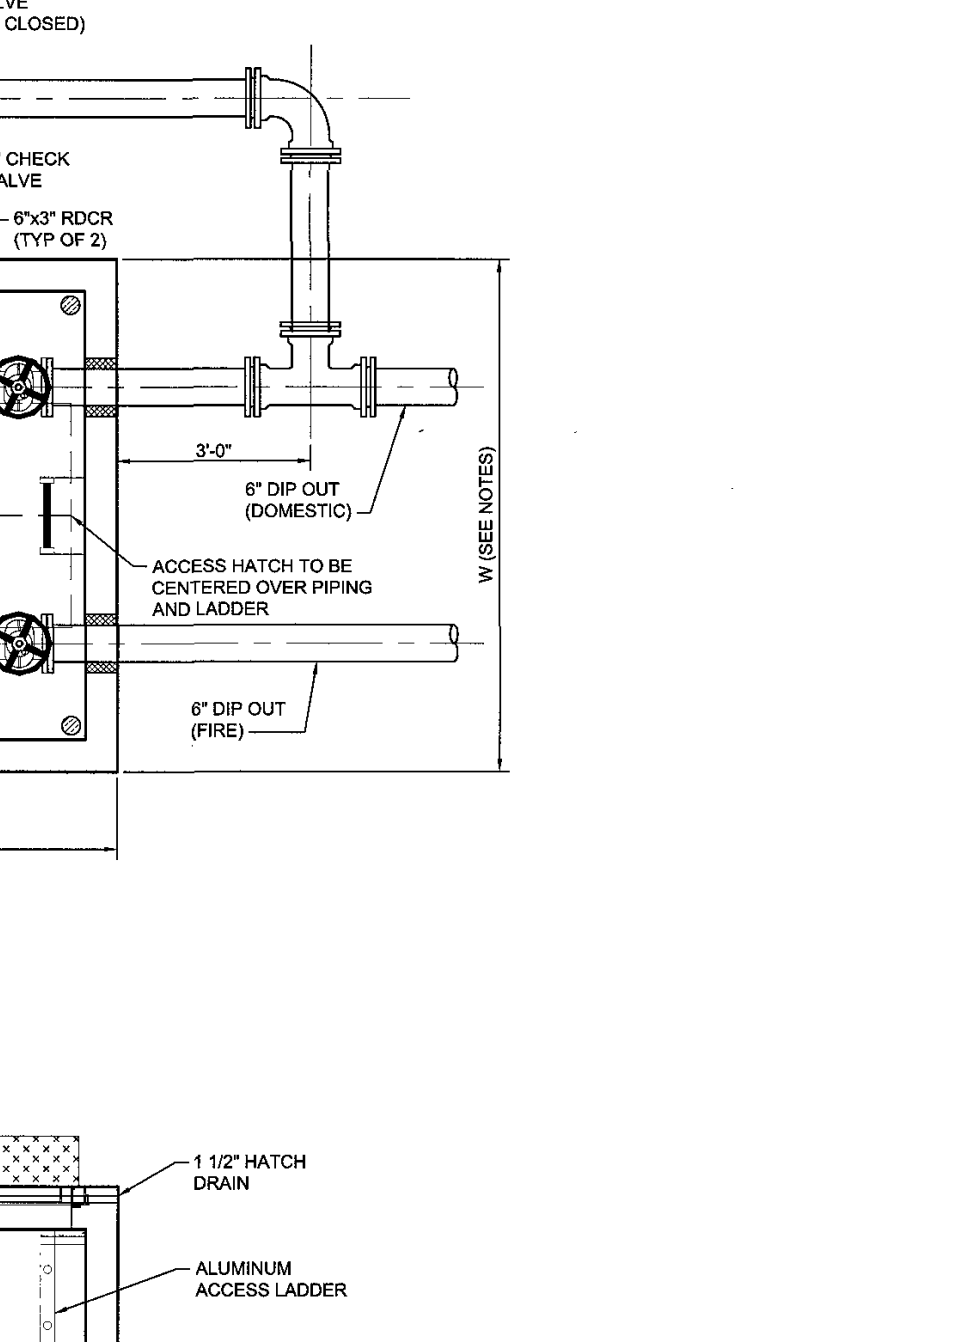 CLOSED)
CHECK
6"x3" RDCR
(TYP OF 2)
3'-0"
6" DIP OUT
(DOMESTIC)
W (SEE NOTES)
ACCESS HATCH TO BE
CENTERED OVER PIPING
AND LADDER
6" DIP OUT
(FIRE)
1 1/2" HATCH
DRAIN
ALUMINUM
ACCESS LADDER